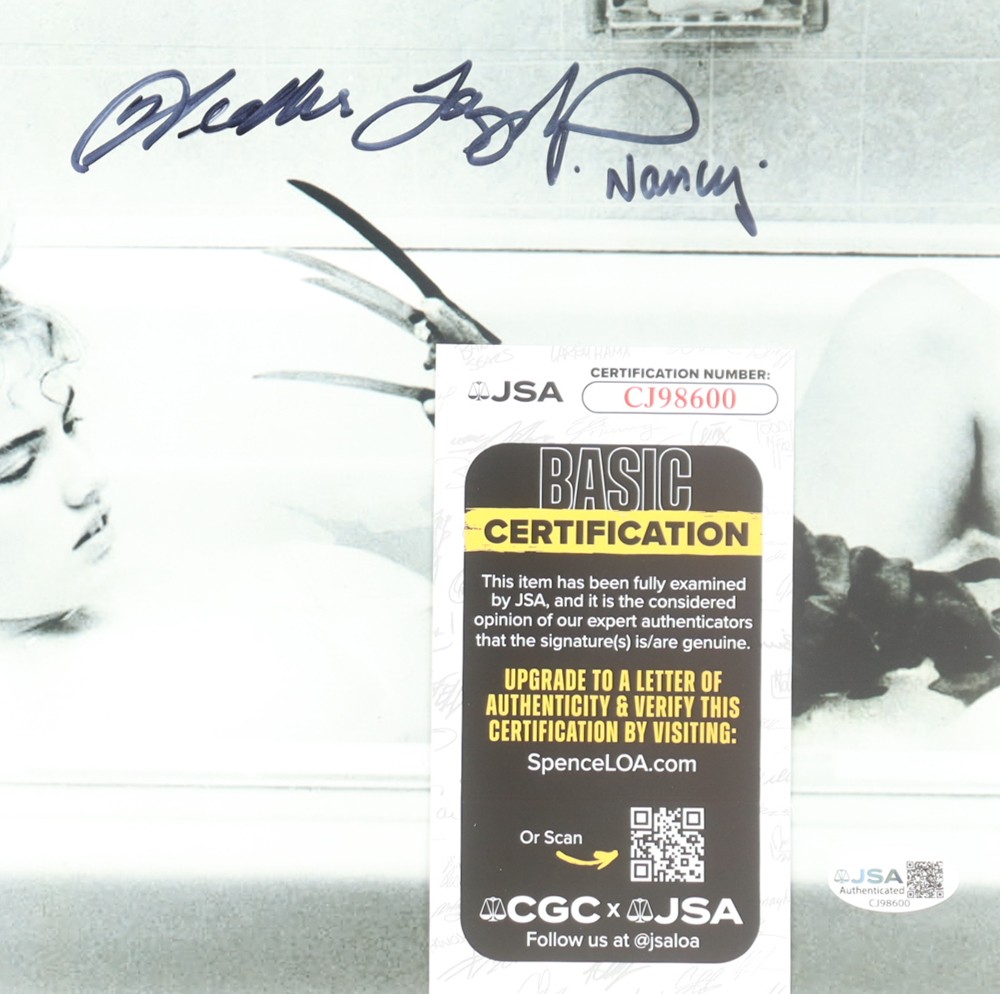 Heather Langenkamp
Nancy
JSA
CERTIFICATION NUMBER:
CJ98600
BASIC
CERTIFICATION
This item has been fully examined
by JSA, and it is the considered
opinion of our expert authenticators
that the signature(s) is/are genuine.
UPGRADE TO A LETTER OF
AUTHENTICITY & VERIFY THIS
CERTIFICATION BY VISITING:
SpenceLOA.com
Or Scan
CGC x JSA
Follow us at @jsaloa
JSA
Authenticated
CJ98600